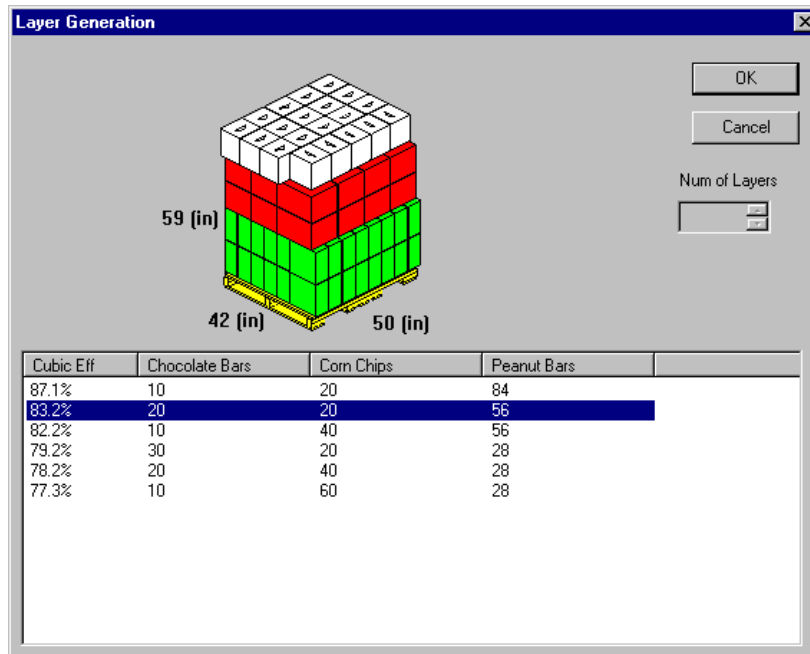 Layer Generation
OK
Cancel
Num of Layers
59 (in)
42 (in)
50 (in)
Cubic Eff Chocolate Bars Corn Chips Peanut Bars
87.1% 10 20 84
83.2% 20 20 56
82.2% 10 40 56
79.2% 30 20 28
78.2% 20 40 28
77.3% 10 60 28